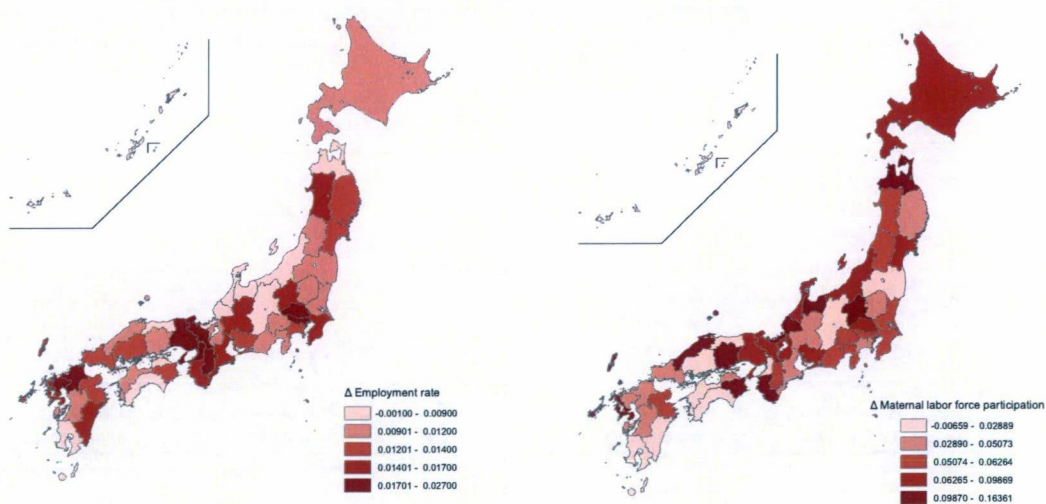 Δ Employment rate
-0.00100 - 0.00900
0.00901 - 0.01200
0.01201 - 0.01400
0.01401 - 0.01700
0.01701 - 0.02700
Δ Maternal labor force participation
-0.00659 - 0.02889
0.02890 - 0.05073
0.05074 - 0.06264
0.06265 - 0.09869
0.09870 - 0.16361